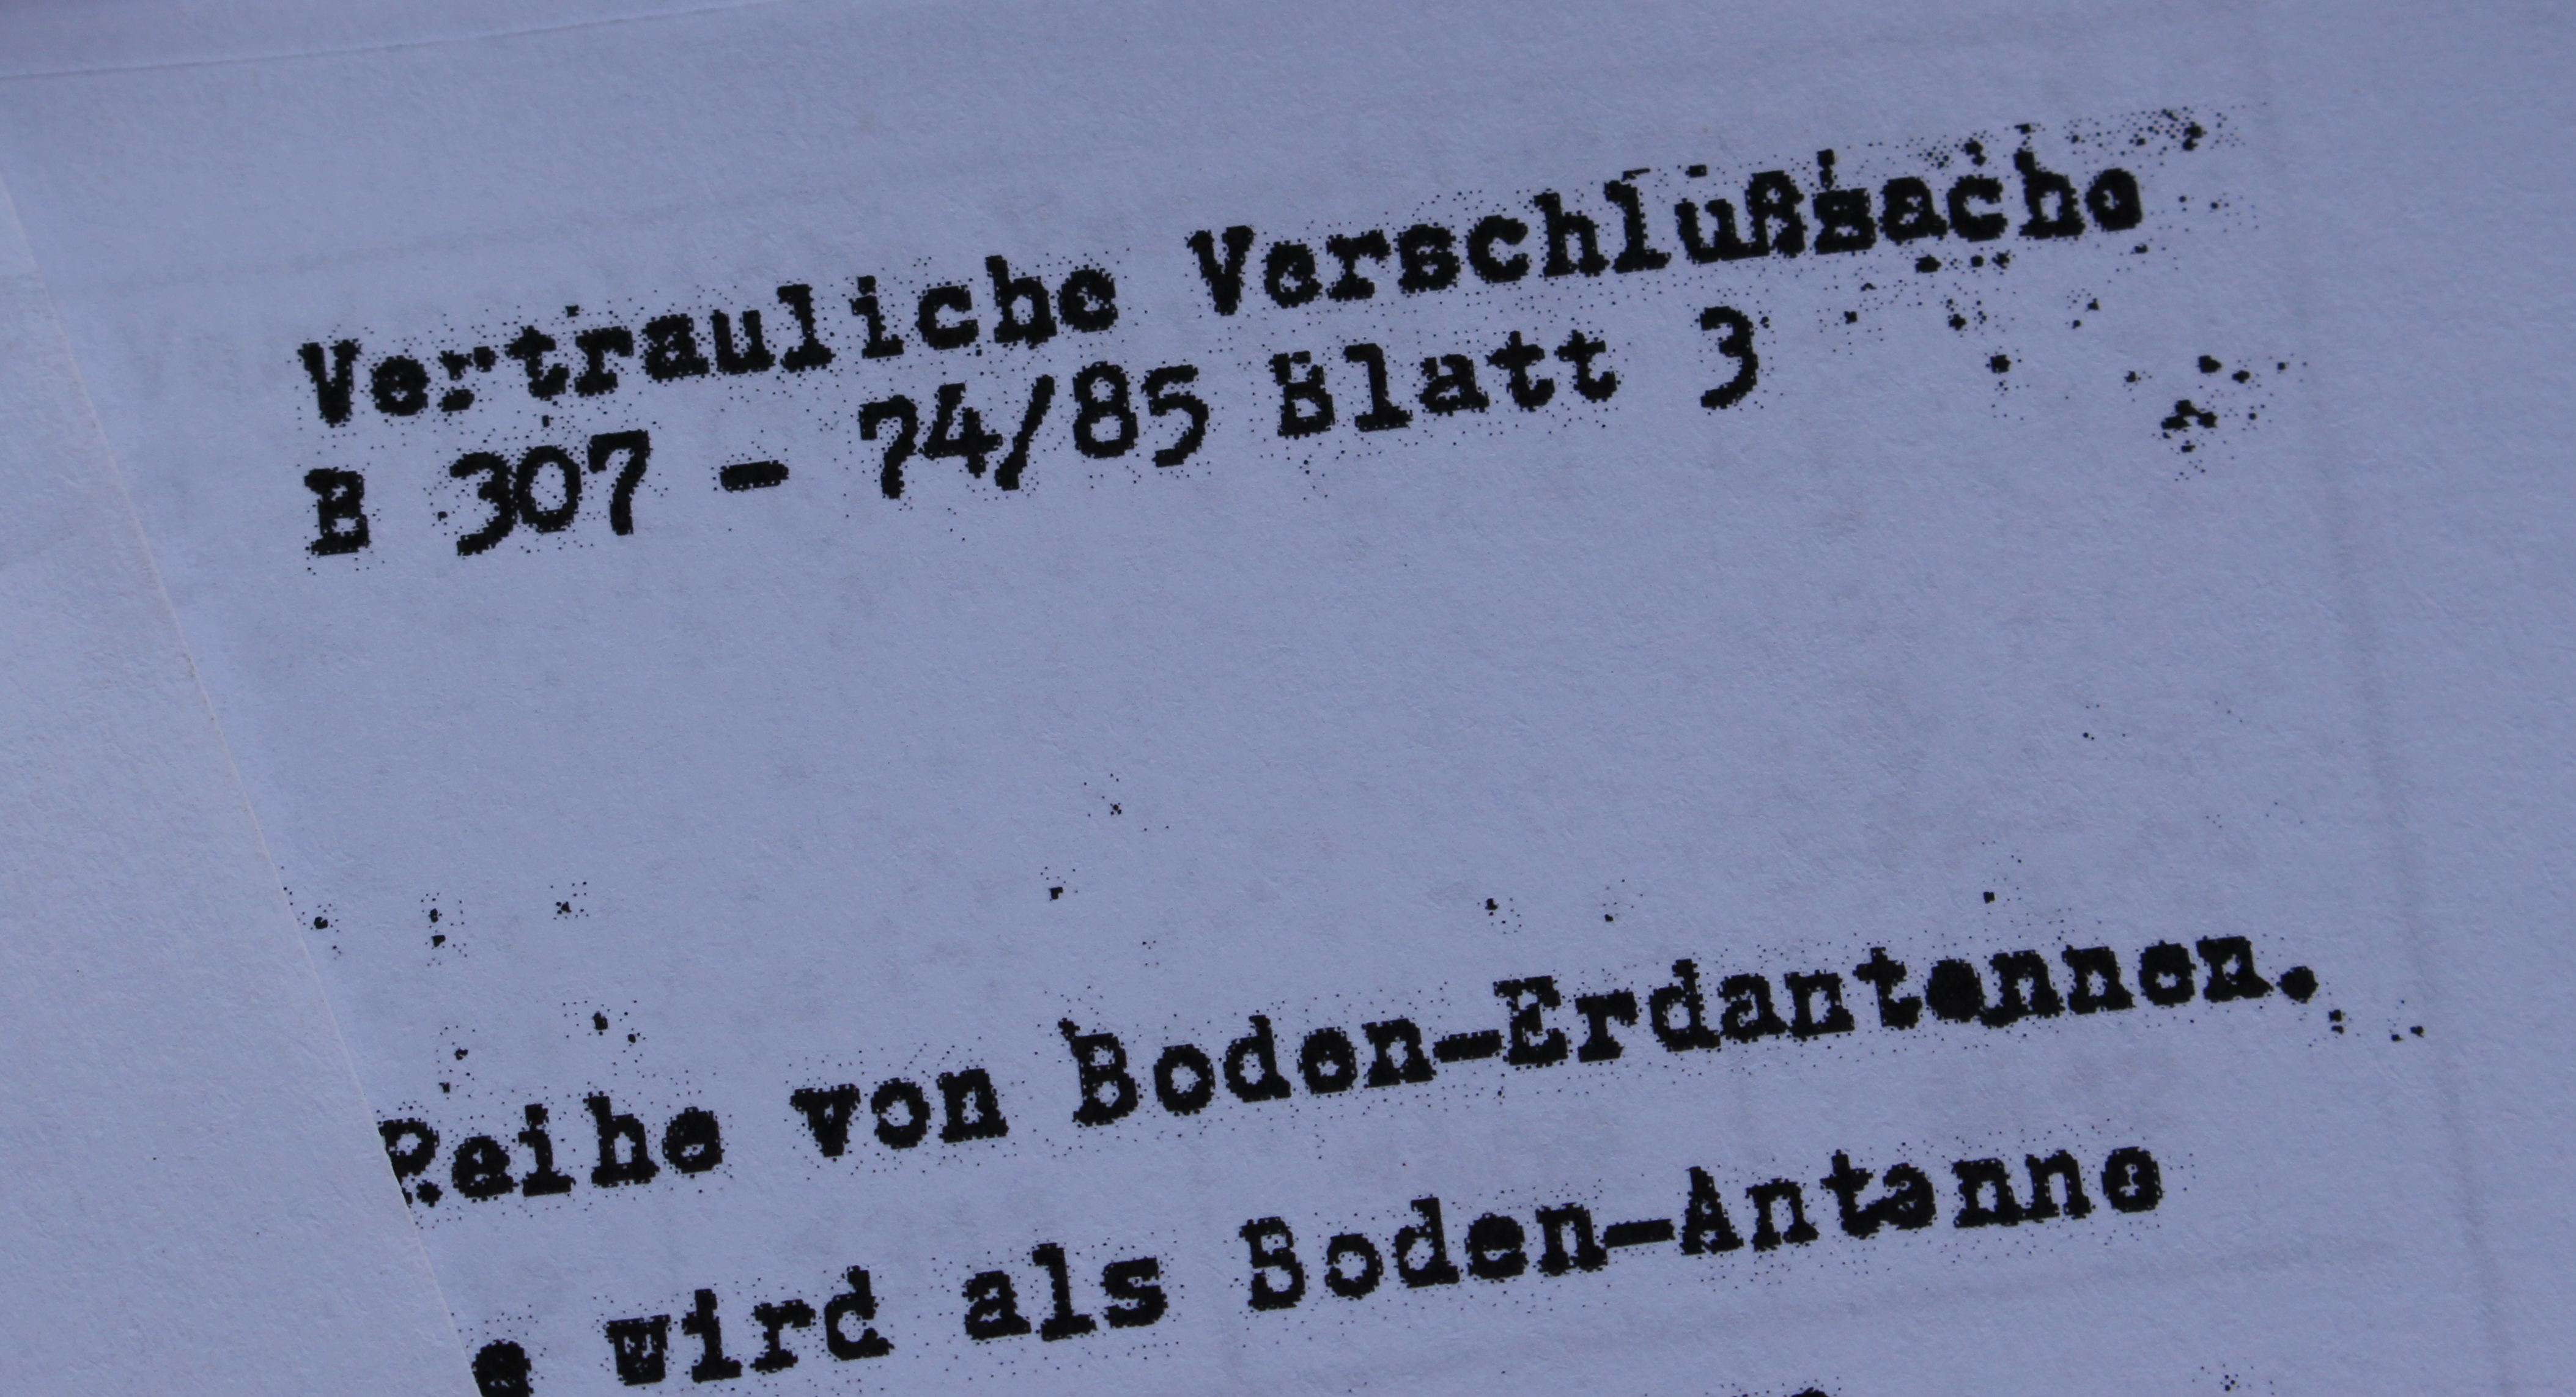 Vertrauliche Verschlußsache
B 307 - 74/85 Blatt 3
Reihe von Boden-Erdantennen.
wird als Boden-Antenne